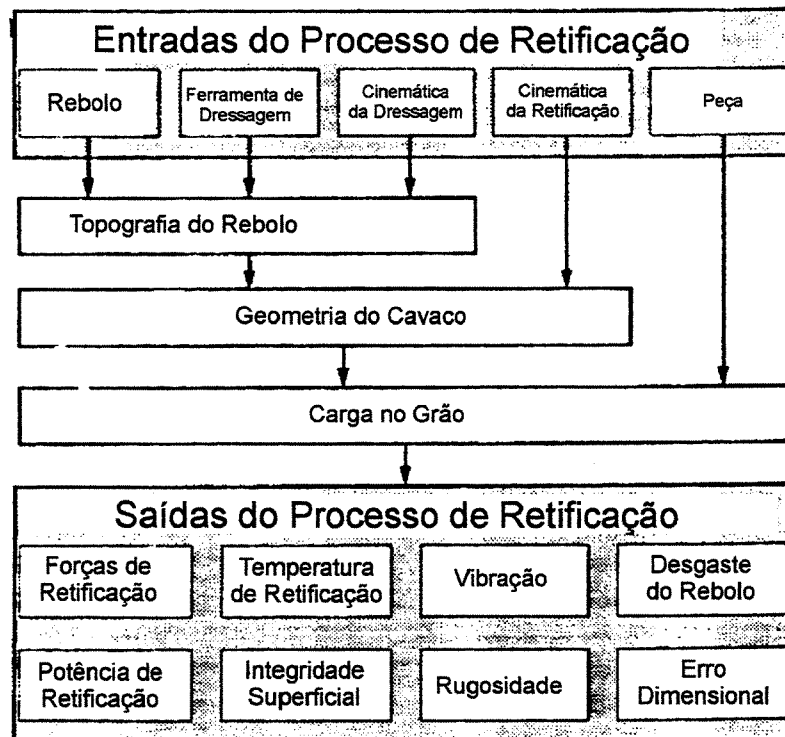 Entradas do Processo de Retificação
Rebolo
Ferramenta de
Dressagem
Cinemática
da Dressagem
Cinemática
da Retificação
Peça
Topografia do Rebolo
Geometria do Cavaco
Carga no Grão
Saídas do Processo de Retificação
Forças de
Retificação
Temperatura
de Retificação
Vibração
Desgaste
do Rebolo
Potência de
Retificação
Integridade
Superficial
Rugosidade
Erro
Dimensional